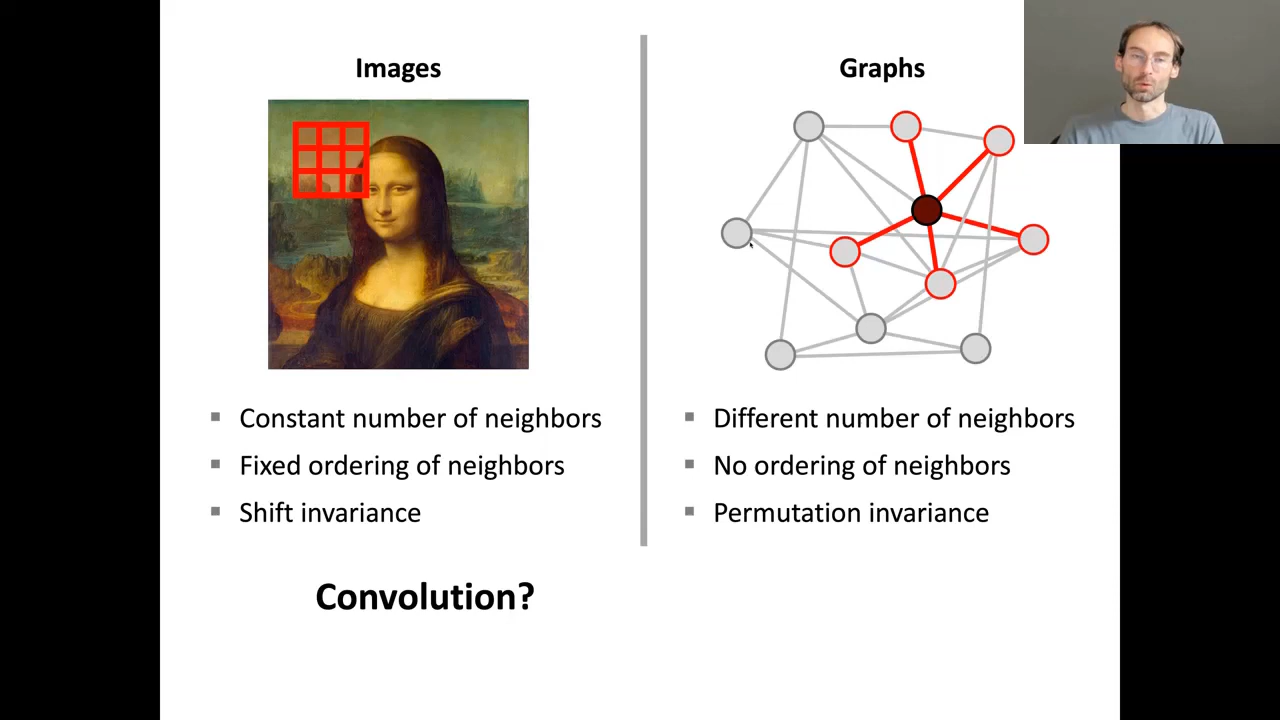 Images
Constant number of neighbors
Fixed ordering of neighbors
Shift invariance
Graphs
Different number of neighbors
No ordering of neighbors
Permutation invariance
Convolution?